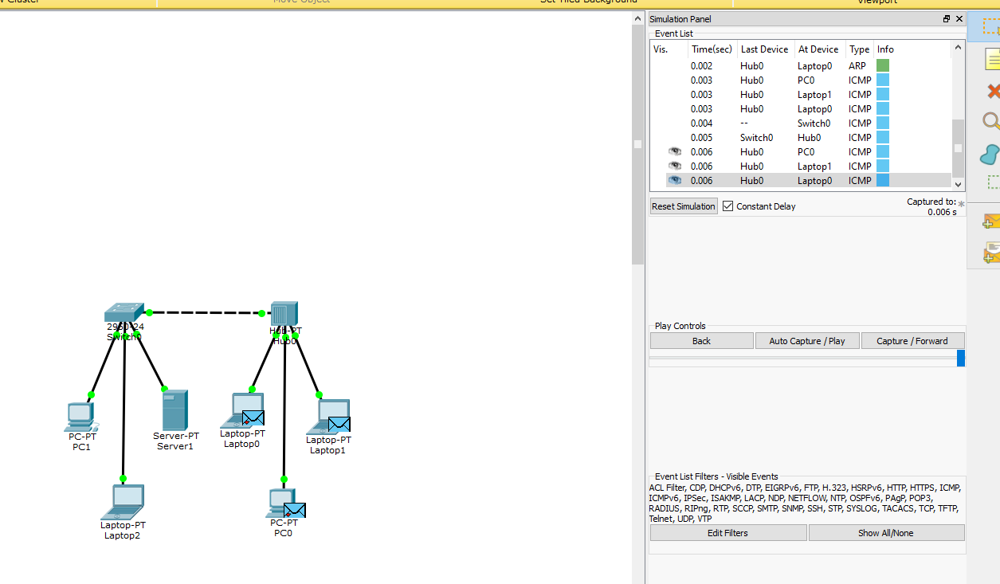 w Cluster Move Object Set Tiled Background Viewport
Simulation Panel
Event List
Vis. Time(sec) Last Device At Device Type Info
0.002 Hub0 Laptop0 ARP
0.003 Hub0 PC0 ICMP
0.003 Hub0 Laptop1 ICMP
0.003 Hub0 Laptop0 ICMP
0.004 -- Switch0 ICMP
0.005 Switch0 Hub0 ICMP
0.006 Hub0 PC0 ICMP
0.006 Hub0 Laptop1 ICMP
0.006 Hub0 Laptop0 ICMP
Reset Simulation Constant Delay Captured to: *
0.006 s
Play Controls
Back Auto Capture / Play Capture / Forward
Event List Filters - Visible Events
ACL Filter, CDP, DHCPv6, DTP, EIGRPv6, FTP, H.323, HSRPv6, HTTP, HTTPS, ICMP,
ICMPv6, IPSec, ISAKMP, LACP, NDP, NETFLOW, NTP, OSPFv6, PAgP, POP3,
RADIUS, RIPng, RTP, SCCP, SMTP, SNMP, SSH, STP, SYSLOG, TACACS, TCP, TFTP,
Telnet, UDP, VTP
Edit Filters Show All/None
2950-24
Switch0
Hub-PT
Hub0
PC-PT
PC1
Server-PT
Server1
Laptop-PT
Laptop0
Laptop-PT
Laptop1
Laptop-PT
Laptop2
PC-PT
PC0